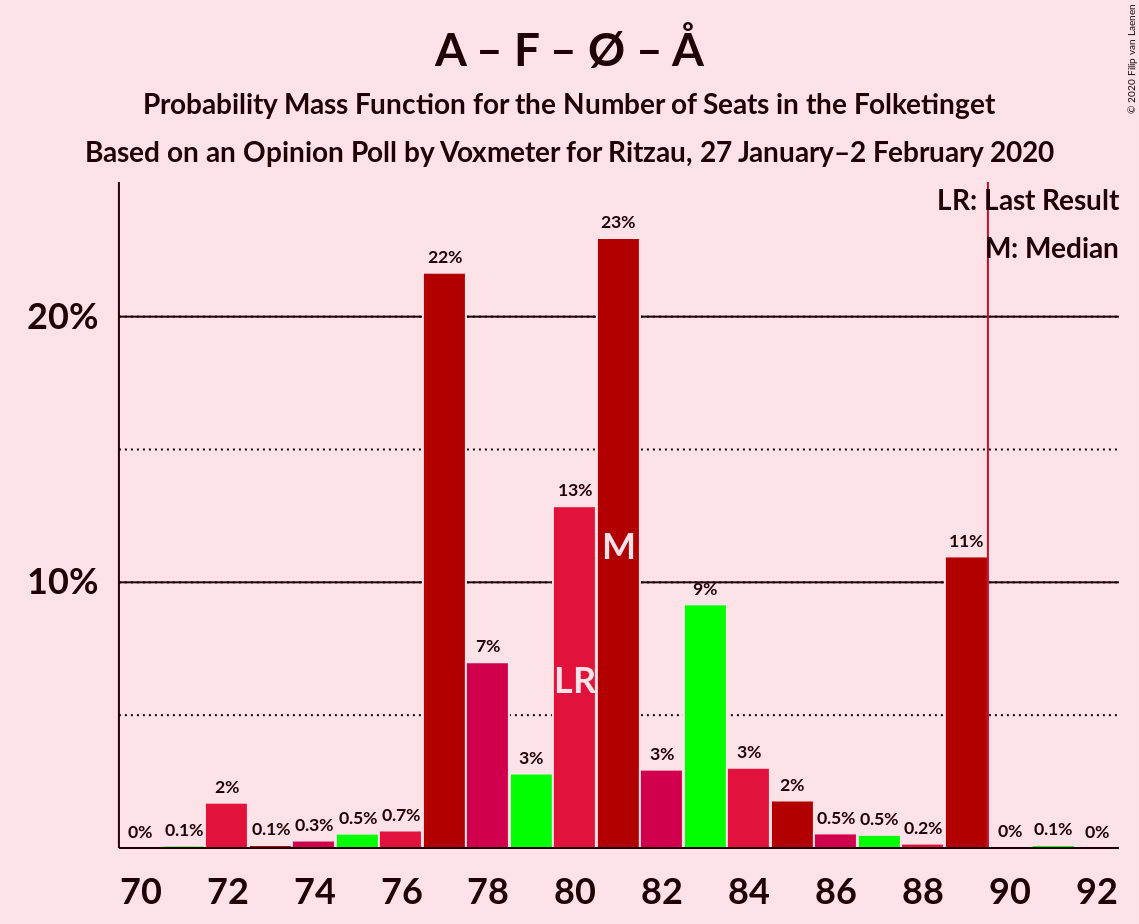 A – F – Ø – Å
Probability Mass Function for the Number of Seats in the Folketinget
Based on an Opinion Poll by Voxmeter for Ritzau, 27 January–2 February 2020
© 2020 Filip van Laenen
LR: Last Result
M: Median
20%
10%
0%
0.1%
2%
0.1%
0.3%
0.5%
0.7%
22%
7%
3%
13%
23%
3%
9%
3%
2%
0.5%
0.5%
0.2%
11%
0%
0.1%
0%
M
LR
70 72 74 76 78 80 82 84 86 88 90 92